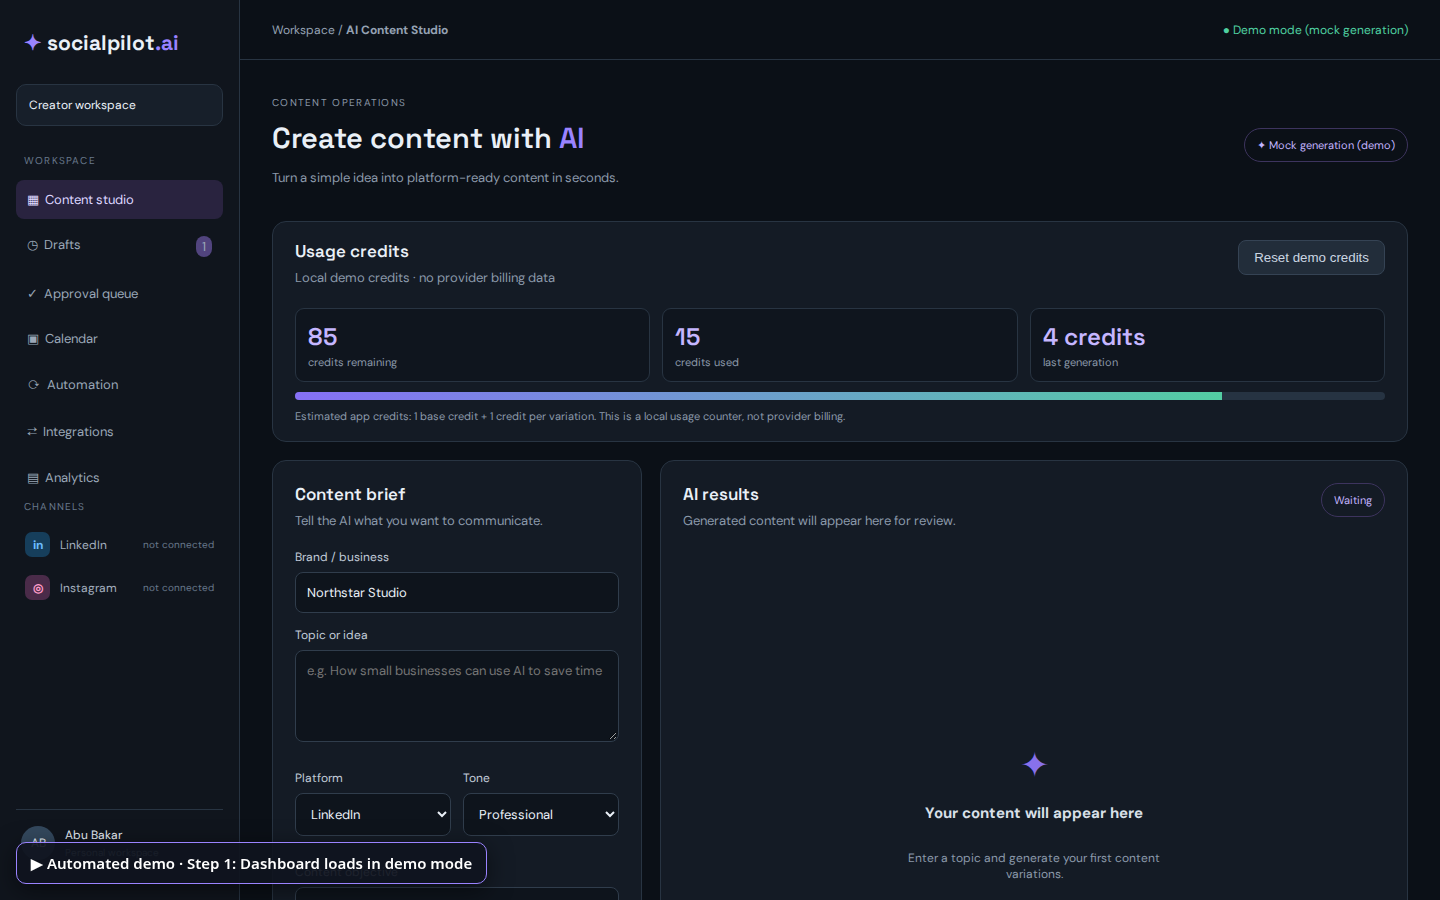 ✦ socialpilot.ai
Creator workspace
WORKSPACE
Content studio
Drafts 1
Approval queue
Calendar
Automation
Integrations
Analytics
CHANNELS
in LinkedIn not connected
Instagram not connected
Abu Bakar
▶ Automated demo · Step 1: Dashboard loads in demo mode
Workspace / AI Content Studio
● Demo mode (mock generation)
CONTENT OPERATIONS
Create content with AI
Turn a simple idea into platform-ready content in seconds.
✦ Mock generation (demo)
Usage credits
Local demo credits · no provider billing data
Reset demo credits
85
credits remaining
15
credits used
4 credits
last generation
Estimated app credits: 1 base credit + 1 credit per variation. This is a local usage counter, not provider billing.
Content brief
Tell the AI what you want to communicate.
Brand / business
Northstar Studio
Topic or idea
e.g. How small businesses can use AI to save time
Platform Tone
LinkedIn Professional
AI results
Generated content will appear here for review.
Waiting
Your content will appear here
Enter a topic and generate your first content
variations.